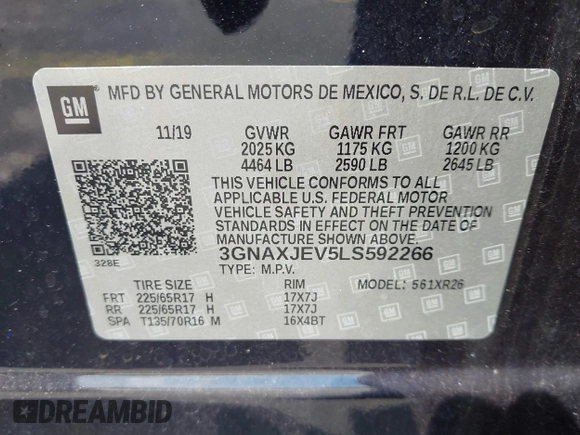 GM
MFD BY GENERAL MOTORS DE MEXICO, S. DE R.L. DE C.V.
11/19 GVWR GAWR FRT GAWR RR
2025 KG 1175 KG 1200 KG
4464 LB 2590 LB 2645 LB
THIS VEHICLE CONFORMS TO ALL
APPLICABLE U.S. FEDERAL MOTOR
VEHICLE SAFETY AND THEFT PREVENTION
STANDARDS IN EFFECT ON THE DATE OF
MANUFACTURE SHOWN ABOVE.
328E
3GNAXJEV5LS592266
TYPE: M.P.V.
TIRE SIZE RIM MODEL: 561XR26
FRT 225/65R17 H 17X7J
RR 225/65R17 H 17X7J
SPA T135/70R16 M 16X4BT
DREAMBID